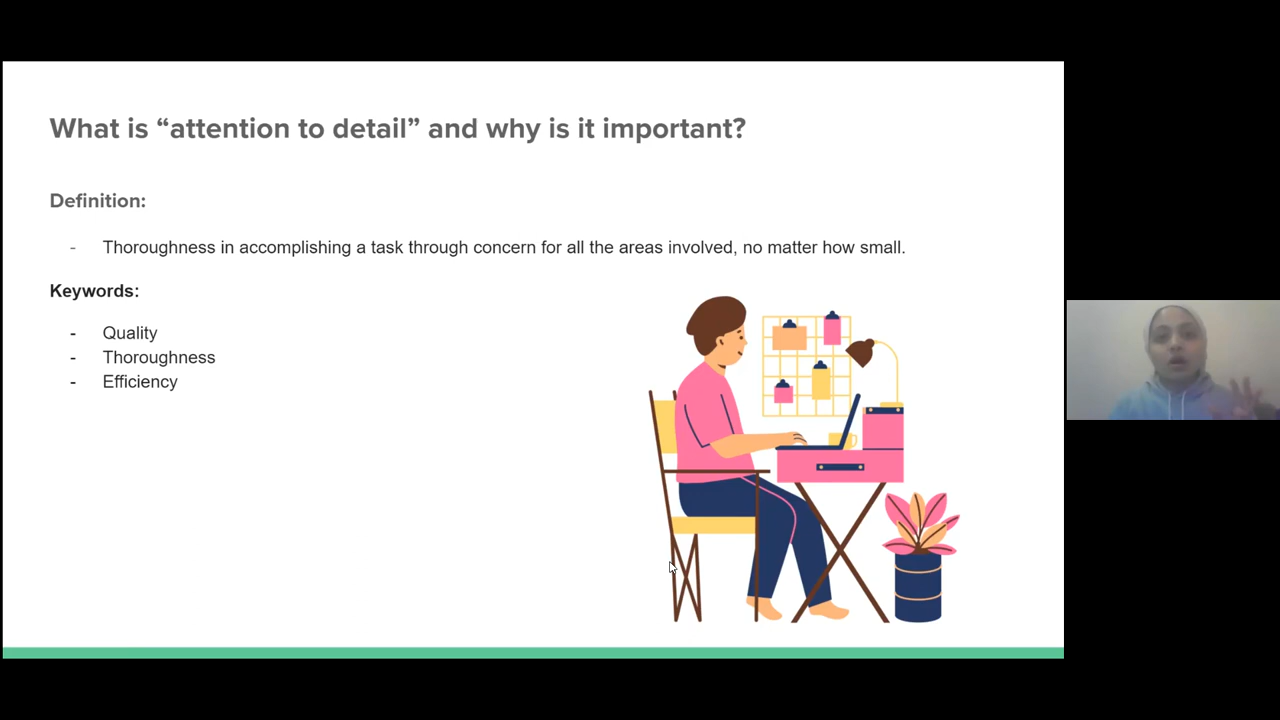 What is “attention to detail” and why is it important?
Definition:
- Thoroughness in accomplishing a task through concern for all the areas involved, no matter how small.
Keywords:
- Quality
- Thoroughness
- Efficiency